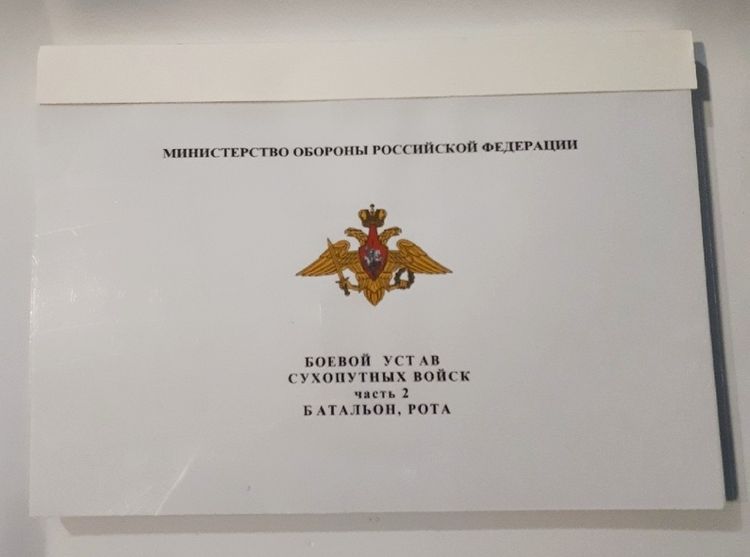 МИНИСТЕРСТВО ОБОРОНЫ РОССИЙСКОЙ ФЕДЕРАЦИИ
БОЕВОЙ УСТАВ
СУХОПУТНЫХ ВОЙСК
часть 2
БАТАЛЬОН, РОТА